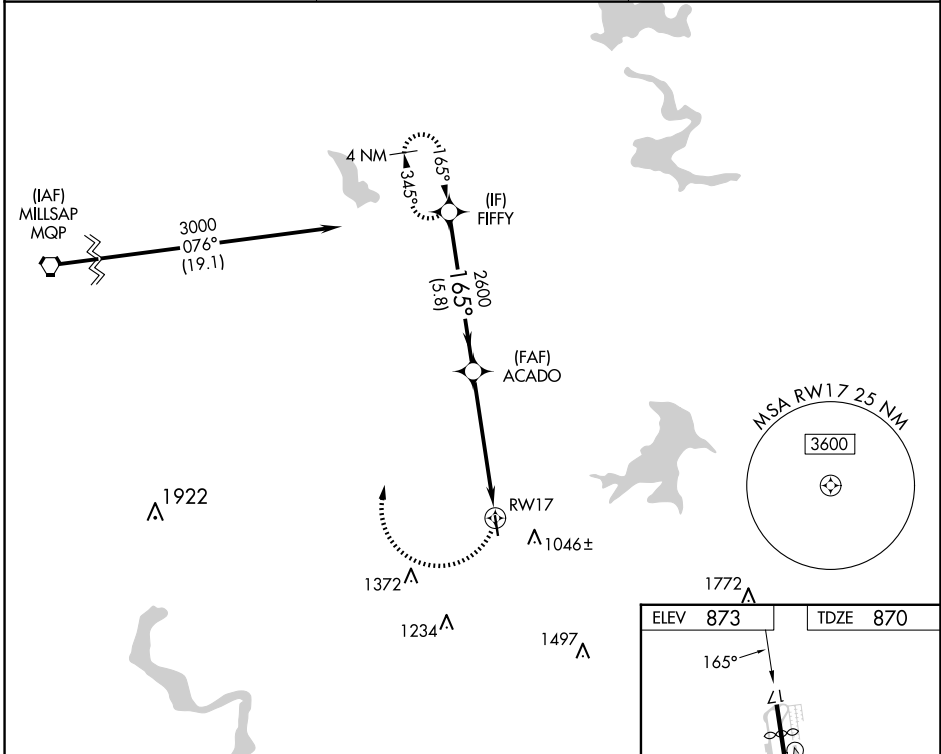 4 NM
165°
345°
(IF)
FIFFY
(IAF)
MILLSAP
MQP
3000
076°
(19.1)
2600
165°
(5.8)
(FAF)
ACADO
MSA RW17 25 NM
3600
1922
RW17
1046±
1372
1772
1234
1497
ELEV 873
TDZE 870
165°
17